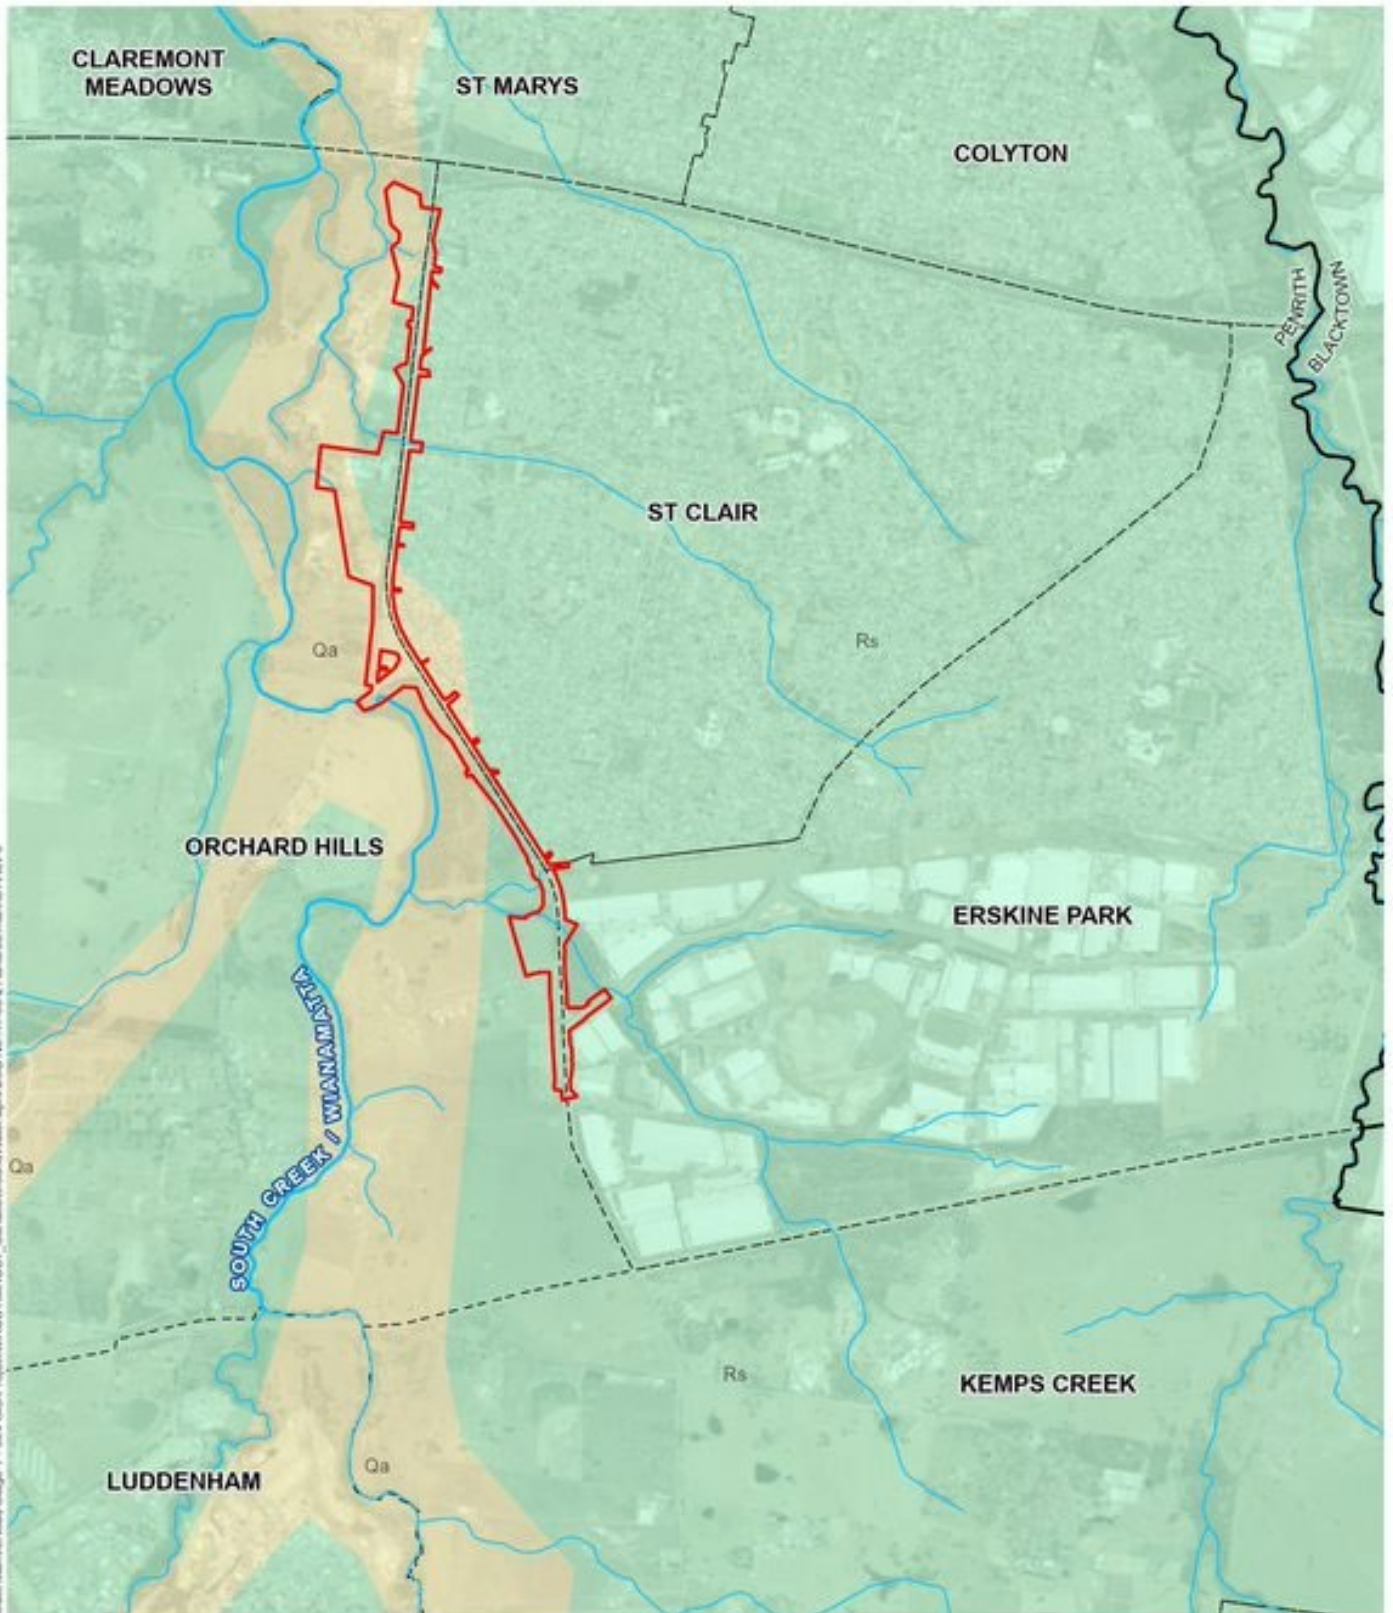 CLAREMONT
MEADOWS
ST MARYS
COLYTON
PENRITH
BLACKTOWN
ST CLAIR
Rs
Qa
ORCHARD HILLS
ERSKINE PARK
SOUTH CREEK / WIANAMATTA
Qa
Rs
KEMPS CREEK
Qa
LUDDENHAM